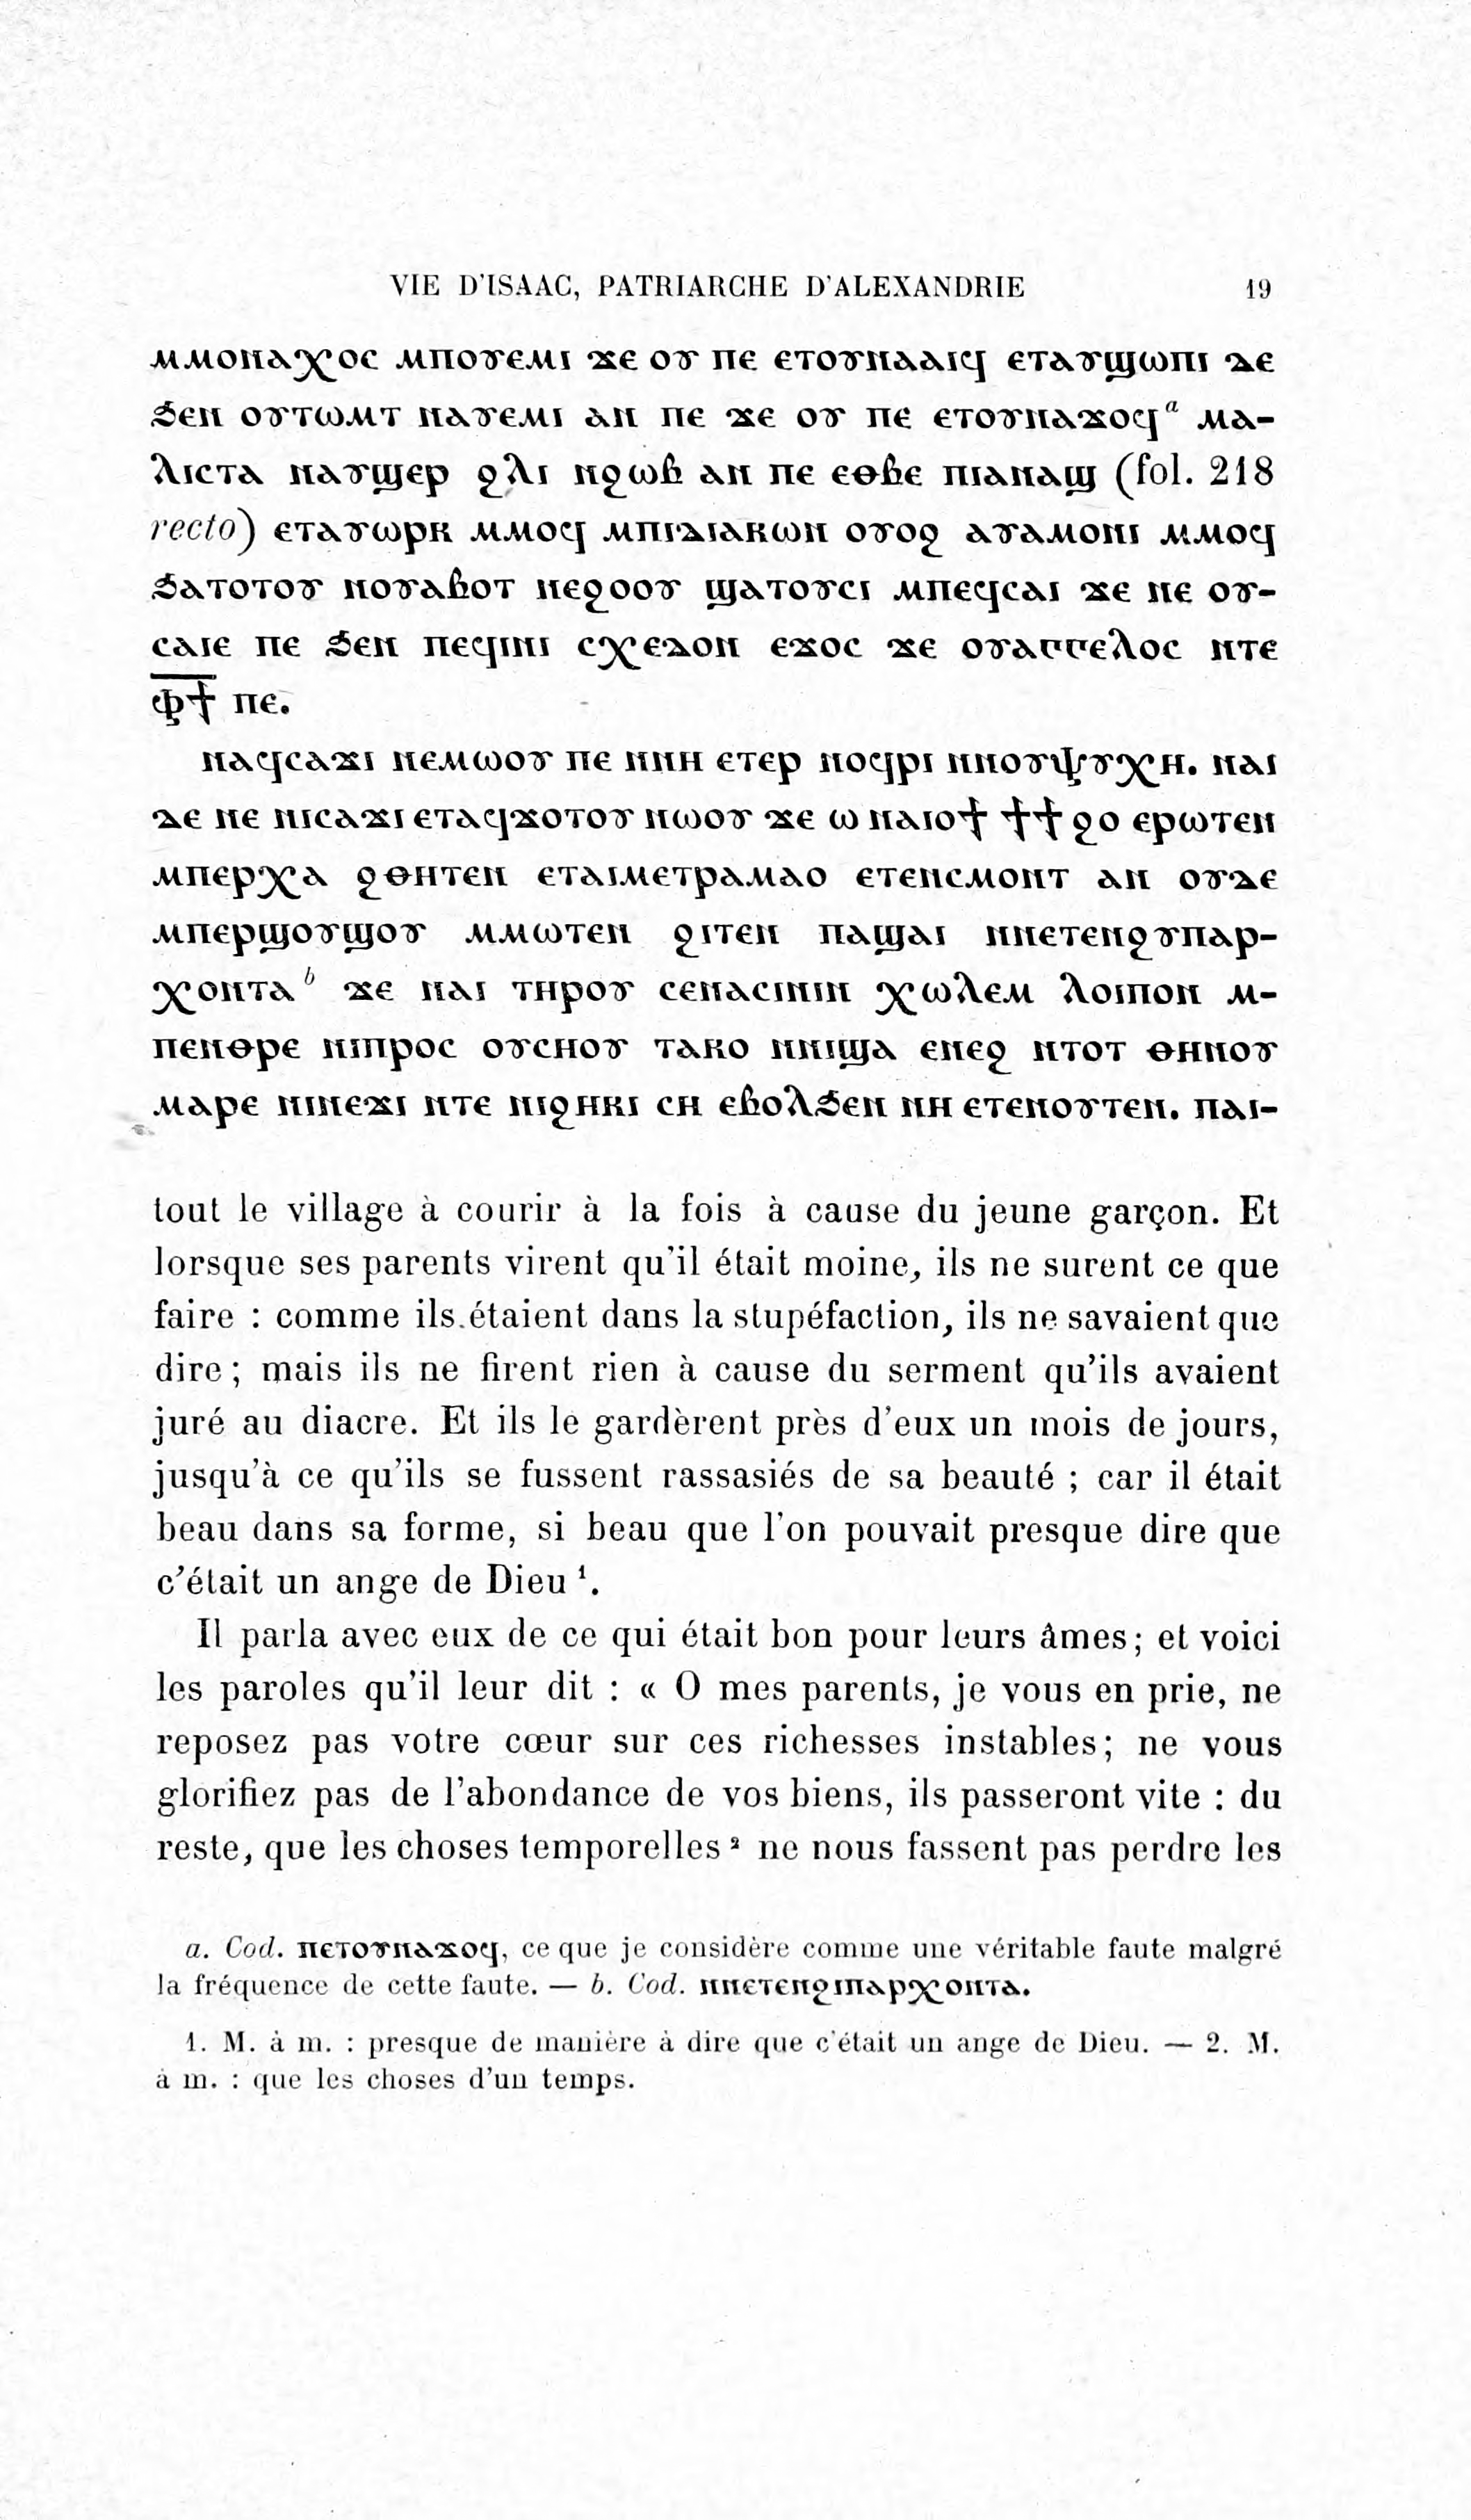 VIE D'ISAAC, PATRIARCHE D'ALEXANDRIE 19
ⲙⲙⲟⲛⲁⲭⲟⲥ ⲙⲡⲟⲩⲉⲙⲓ ϫⲉ ⲟⲩ ⲡⲉ ⲉⲧⲟⲩⲛⲁⲁⲓϥ ⲉⲧⲁⲩϣⲱⲡⲓ ⲇⲉ
ϧⲉⲛ ⲟⲩⲧⲱⲙⲧ ⲛⲁⲩⲉⲙⲓ ⲁⲛ ⲡⲉ ϫⲉ ⲟⲩ ⲡⲉ ⲉⲧⲟⲩⲛⲁϫⲟϥ a ⲙⲁ-
ⲗⲓⲥⲧⲁ ⲛⲁⲩϣⲉⲣ ϩⲗⲓ ⲛϩⲱⲃ ⲁⲛ ⲡⲉ ⲉⲑⲃⲉ ⲡⲓⲁⲛⲁϣ (fol. 218
recto) ⲉⲧⲁⲩⲱⲣⲕ ⲙⲙⲟϥ ⲙⲡⲓⲇⲓⲁⲕⲱⲛ ⲟⲩⲟϩ ⲁⲩⲁⲙⲟⲛⲓ ⲙⲙⲟϥ
ϧⲁⲧⲟⲧⲟⲩ ⲛⲟⲩⲁⲃⲟⲧ ⲛⲉϩⲟⲟⲩ ϣⲁⲧⲟⲩⲥⲓ ⲙⲡⲉϥⲥⲁⲓ ϫⲉ ⲛⲉ ⲟⲩ-
ⲥⲁⲓⲉ ⲡⲉ ϧⲉⲛ ⲡⲉϥⲓⲛⲓ ⲥⲭⲉⲇⲟⲛ ⲉϫⲟⲥ ϫⲉ ⲟⲩⲁⲅⲅⲉⲗⲟⲥ ⲛⲧⲉ
ⲫ̅ϯ̅ ⲡⲉ.
ⲛⲁϥⲥⲁϫⲓ ⲛⲉⲙⲱⲟⲩ ⲡⲉ ⲛⲛⲏ ⲉⲧⲉⲣ ⲛⲟϥⲣⲓ ⲛⲛⲟⲩⲯⲩⲭⲏ. ⲛⲁⲓ
ⲇⲉ ⲛⲉ ⲛⲓⲥⲁϫⲓ ⲉⲧⲁϥϫⲟⲧⲟⲩ ⲛⲱⲟⲩ ϫⲉ ⲱ ⲛⲁⲓⲟϯ ϯϯ ϩⲟ ⲉⲣⲱⲧⲉⲛ
ⲙⲡⲉⲣⲭⲁ ϩⲑⲏⲧⲉⲛ ⲉⲧⲁⲓⲙⲉⲧⲣⲁⲙⲁⲟ ⲉⲧⲉⲛⲥⲙⲟⲛⲧ ⲁⲛ ⲟⲩⲇⲉ
ⲙⲡⲉⲣϣⲟⲩϣⲟⲩ ⲙⲙⲱⲧⲉⲛ ϩⲓⲧⲉⲛ ⲡⲁϣⲁⲓ ⲛⲛⲉⲧⲉⲛϩⲩⲡⲁⲣ-
ⲭⲟⲛⲧⲁ b ϫⲉ ⲛⲁⲓ ⲧⲏⲣⲟⲩ ⲥⲉⲛⲁⲥⲓⲛⲓⲛ ⲭⲱⲗⲉⲙ ⲗⲟⲓⲡⲟⲛ ⲙ-
ⲡⲉⲛⲑⲣⲉ ⲛⲓⲡⲣⲟⲥ ⲟⲩⲥⲏⲟⲩ ⲧⲁⲕⲟ ⲛⲛⲓϣⲁ ⲉⲛⲉϩ ⲛⲧⲟⲧ ⲑⲏⲛⲟⲩ
ⲙⲁⲣⲉ ⲛⲓⲛⲉϫⲓ ⲛⲧⲉ ⲛⲓϩⲏⲕⲓ ⲥⲏ ⲉⲃⲟⲗϧⲉⲛ ⲛⲏ ⲉⲧⲉⲛⲟⲩⲧⲉⲛ. ⲡⲁⲓ-
tout le village à courir à la fois à cause du jeune garçon. Et
lorsque ses parents virent qu'il était moine, ils ne surent ce que
faire : comme ils étaient dans la stupéfaction, ils ne savaient que
dire ; mais ils ne firent rien à cause du serment qu'ils avaient
juré au diacre. Et ils le gardèrent près d'eux un mois de jours,
jusqu'à ce qu'ils se fussent rassasiés de sa beauté ; car il était
beau dans sa forme, si beau que l'on pouvait presque dire que
c'était un ange de Dieu ¹.
Il parla avec eux de ce qui était bon pour leurs âmes; et voici
les paroles qu'il leur dit : « O mes parents, je vous en prie, ne
reposez pas votre cœur sur ces richesses instables; ne vous
glorifiez pas de l'abondance de vos biens, ils passeront vite : du
reste, que les choses temporelles ² ne nous fassent pas perdre les
a. Cod. ⲡⲉⲧⲟⲩⲛⲁϫⲟϥ, ce que je considère comme une véritable faute malgré
la fréquence de cette faute. — b. Cod. ⲛⲛⲉⲧⲉⲛϩⲓⲡⲁⲣⲭⲟⲛⲧⲁ.
1. M. à m. : presque de manière à dire que c'était un ange de Dieu. — 2. M.
à m. : que les choses d'un temps.